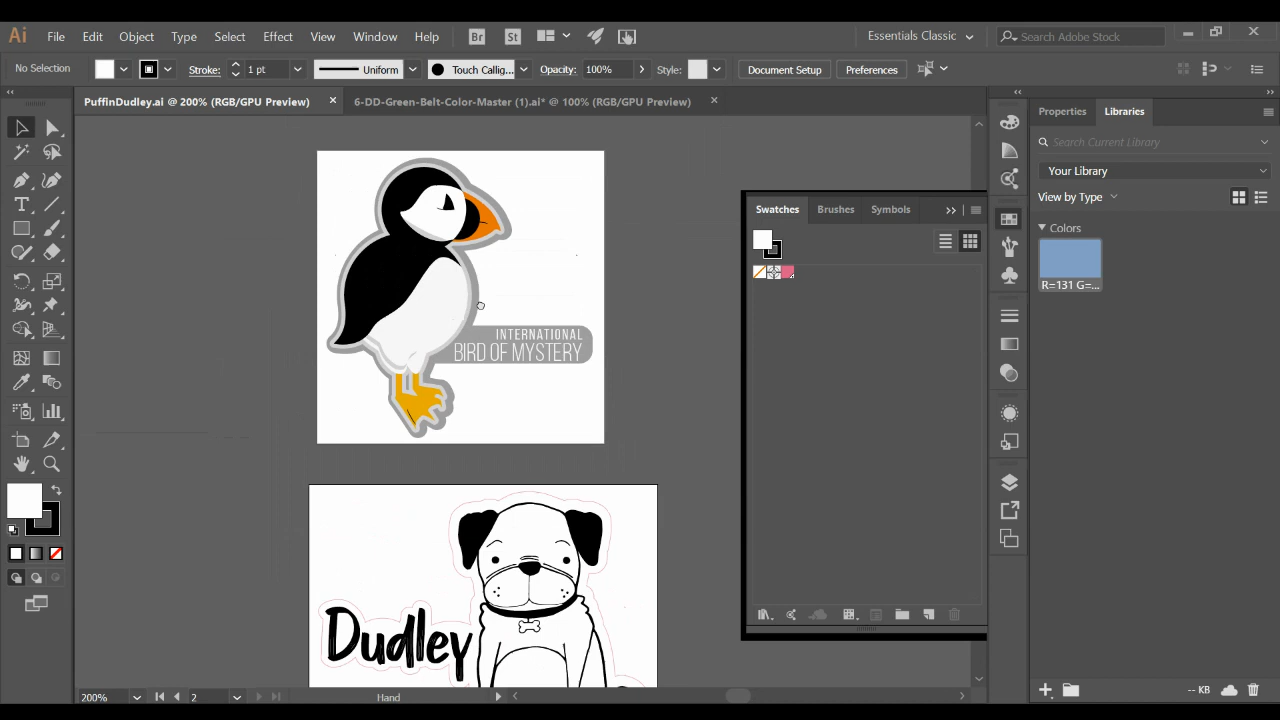 Ai File Edit Object Type Select Effect View Window Help Br St Essentials Classic Search Adobe Stock
No Selection Stroke: 1 pt Uniform Touch Callig... Opacity: 100% Style: Document Setup Preferences
PuffinDudley.ai @ 200% (RGB/GPU Preview) 6-DD-Green-Belt-Color-Master (1).ai* @ 100% (RGB/GPU Preview)
Properties Libraries
Search Current Library
Your Library
View by Type
Colors
R=131 G=...
Swatches Brushes Symbols
INTERNATIONAL
BIRD OF MYSTERY
Dudley
200% 2 Hand
-- KB